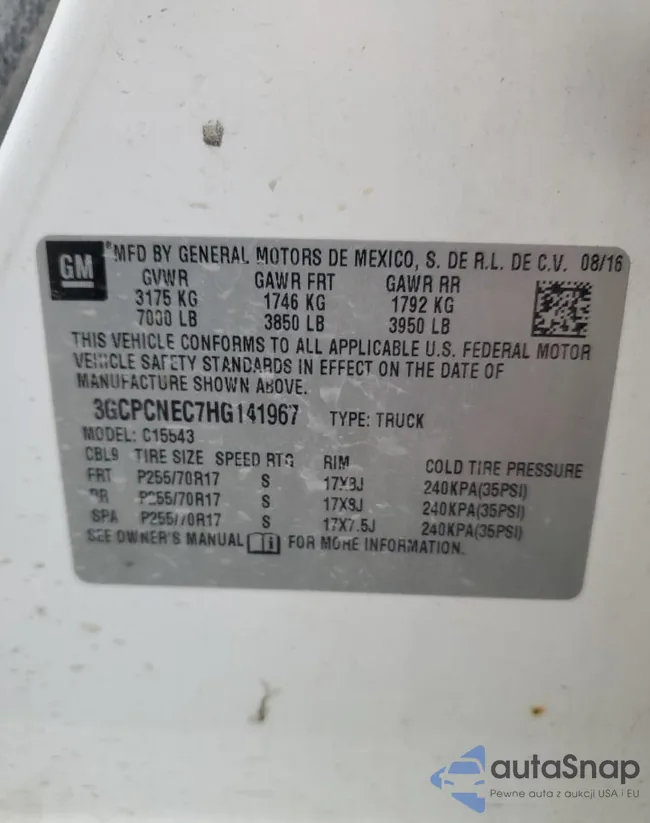 GM
MFD BY GENERAL MOTORS DE MEXICO, S. DE R.L. DE C.V. 08/16
GVWR GAWR FRT GAWR RR
3175 KG 1746 KG 1792 KG
7000 LB 3850 LB 3950 LB
THIS VEHICLE CONFORMS TO ALL APPLICABLE U.S. FEDERAL MOTOR
VEHICLE SAFETY STANDARDS IN EFFECT ON THE DATE OF
MANUFACTURE SHOWN ABOVE.
3GCPCNEC7HG141967 TYPE: TRUCK
MODEL: C15543
CBL9 TIRE SIZE SPEED RTG RIM COLD TIRE PRESSURE
FRT P255/70R17 S 17X8J 240KPA(35PSI)
RR P255/70R17 S 17X8J 240KPA(35PSI)
SPA P255/70R17 S 17X7.5J 240KPA(35PSI)
SEE OWNER'S MANUAL FOR MORE INFORMATION.
autaSnap
Pewne auta z aukcji USA i EU